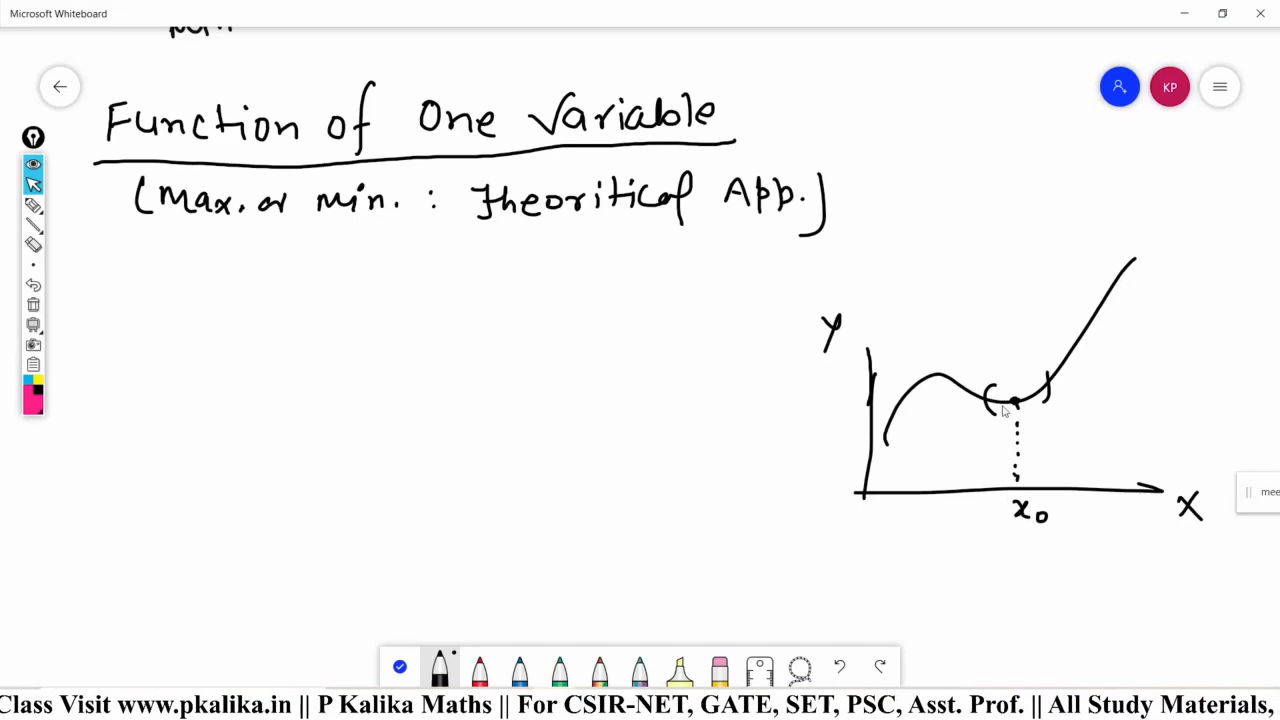 Microsoft Whiteboard
KP
Function of One Variable
(Max. or min. : Theoritical App.)
Y
x₀
X
mee
Class Visit www.pkalika.in || P Kalika Maths || For CSIR-NET, GATE, SET, PSC, Asst. Prof. || All Study Materials,